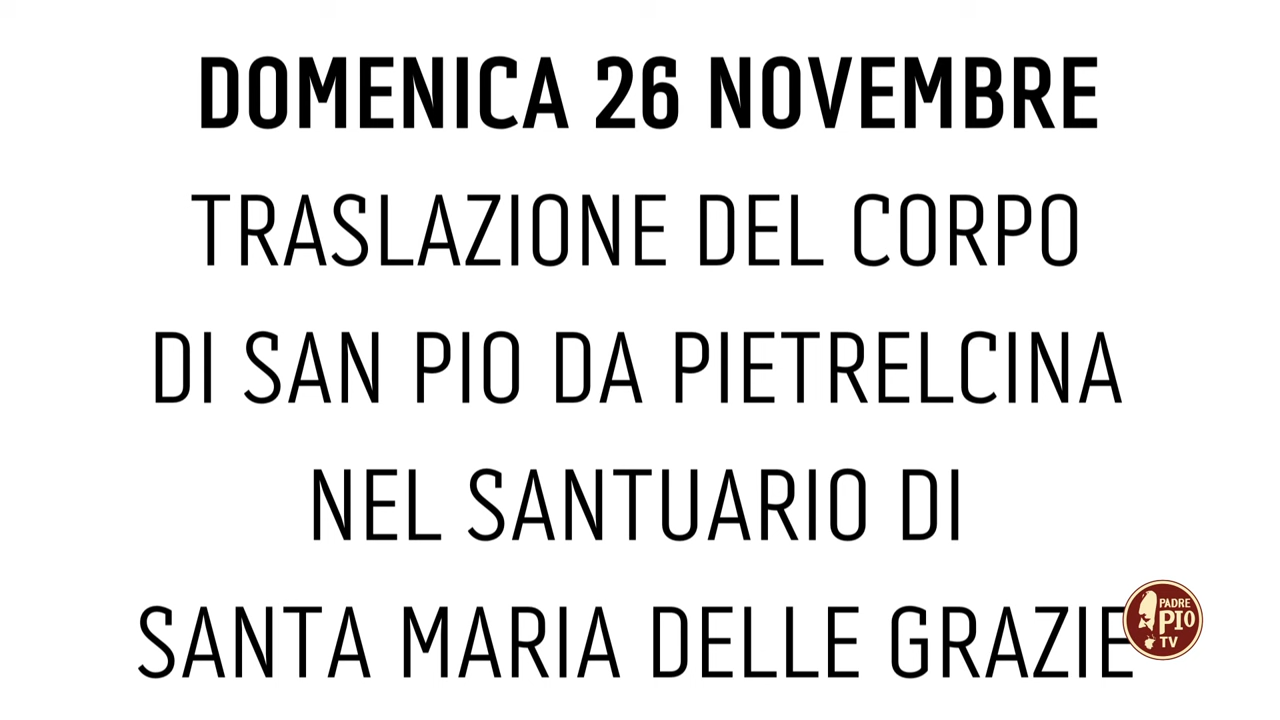 DOMENICA 26 NOVEMBRE
TRASLAZIONE DEL CORPO
DI SAN PIO DA PIETRELCINA
NEL SANTUARIO DI
SANTA MARIA DELLE GRAZIE
PADRE
PIO
TV